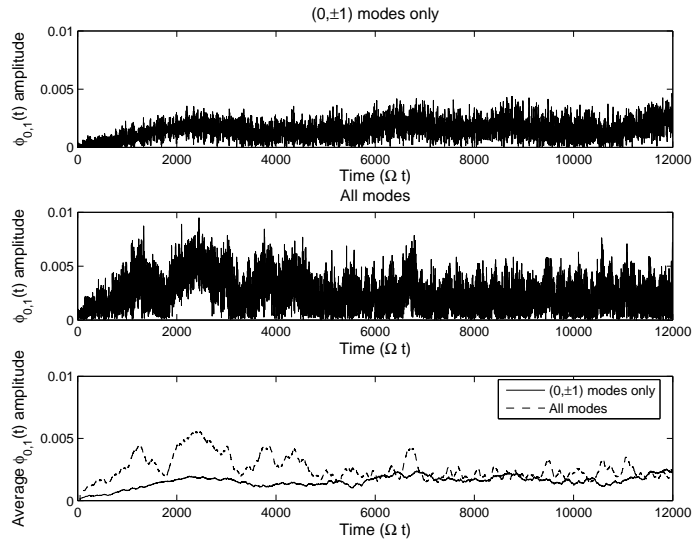 (0,±1) modes only
0.01
0.005
0
ϕ0,1(t) amplitude
0 2000 4000 6000 8000 10000 12000
Time (Ω t)
All modes
0.01
0.005
0
ϕ0,1(t) amplitude
0 2000 4000 6000 8000 10000 12000
Time (Ω t)
0.01
0.005
0
Average ϕ0,1(t) amplitude
(0,±1) modes only
All modes
0 2000 4000 6000 8000 10000 12000
Time (Ω t)